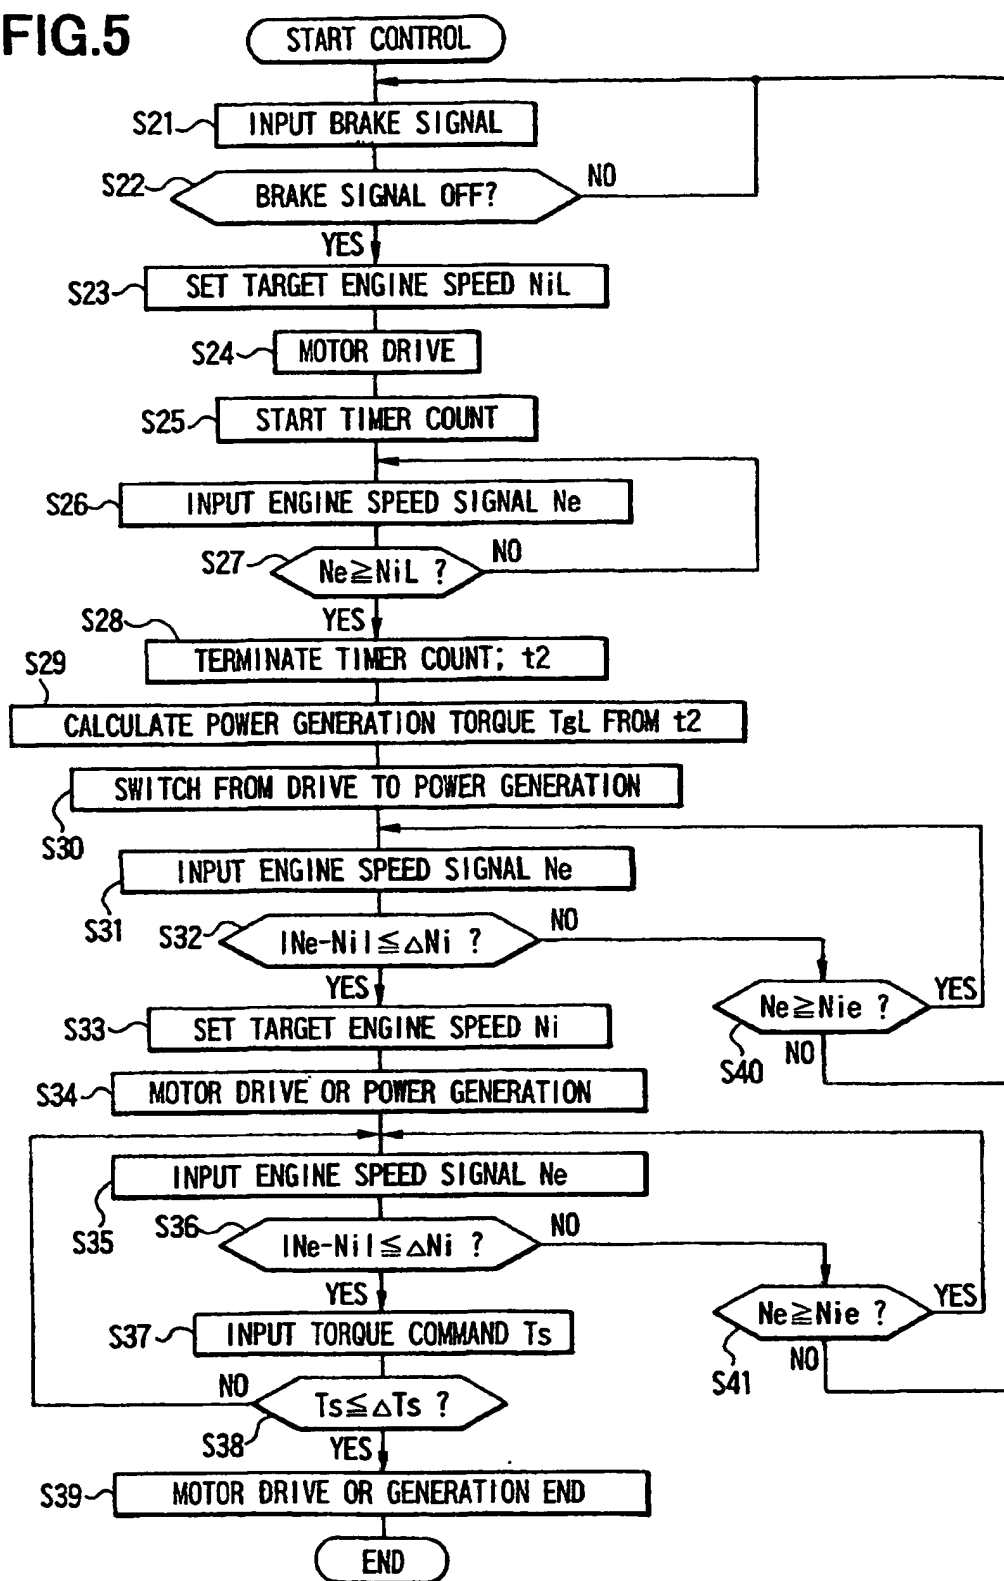 FIG.5
START CONTROL
S21
INPUT BRAKE SIGNAL
S22
BRAKE SIGNAL OFF?
NO
YES
S23
SET TARGET ENGINE SPEED NiL
S24
MOTOR DRIVE
S25
START TIMER COUNT
S26
INPUT ENGINE SPEED SIGNAL Ne
S27
Ne≧NiL ?
NO
YES
S28
TERMINATE TIMER COUNT; t2
S29
CALCULATE POWER GENERATION TORQUE TgL FROM t2
SWITCH FROM DRIVE TO POWER GENERATION
S30
INPUT ENGINE SPEED SIGNAL Ne
S31
S32
|Ne-Ni|≦△Ni ?
NO
YES
Ne≧Nie ?
YES
S40
NO
S33
SET TARGET ENGINE SPEED Ni
S34
MOTOR DRIVE OR POWER GENERATION
INPUT ENGINE SPEED SIGNAL Ne
S35
S36
|Ne-Ni|≦△Ni ?
NO
YES
Ne≧Nie ?
YES
S41
NO
S37
INPUT TORQUE COMMAND Ts
NO
Ts≦△Ts ?
S38
YES
S39
MOTOR DRIVE OR GENERATION END
END